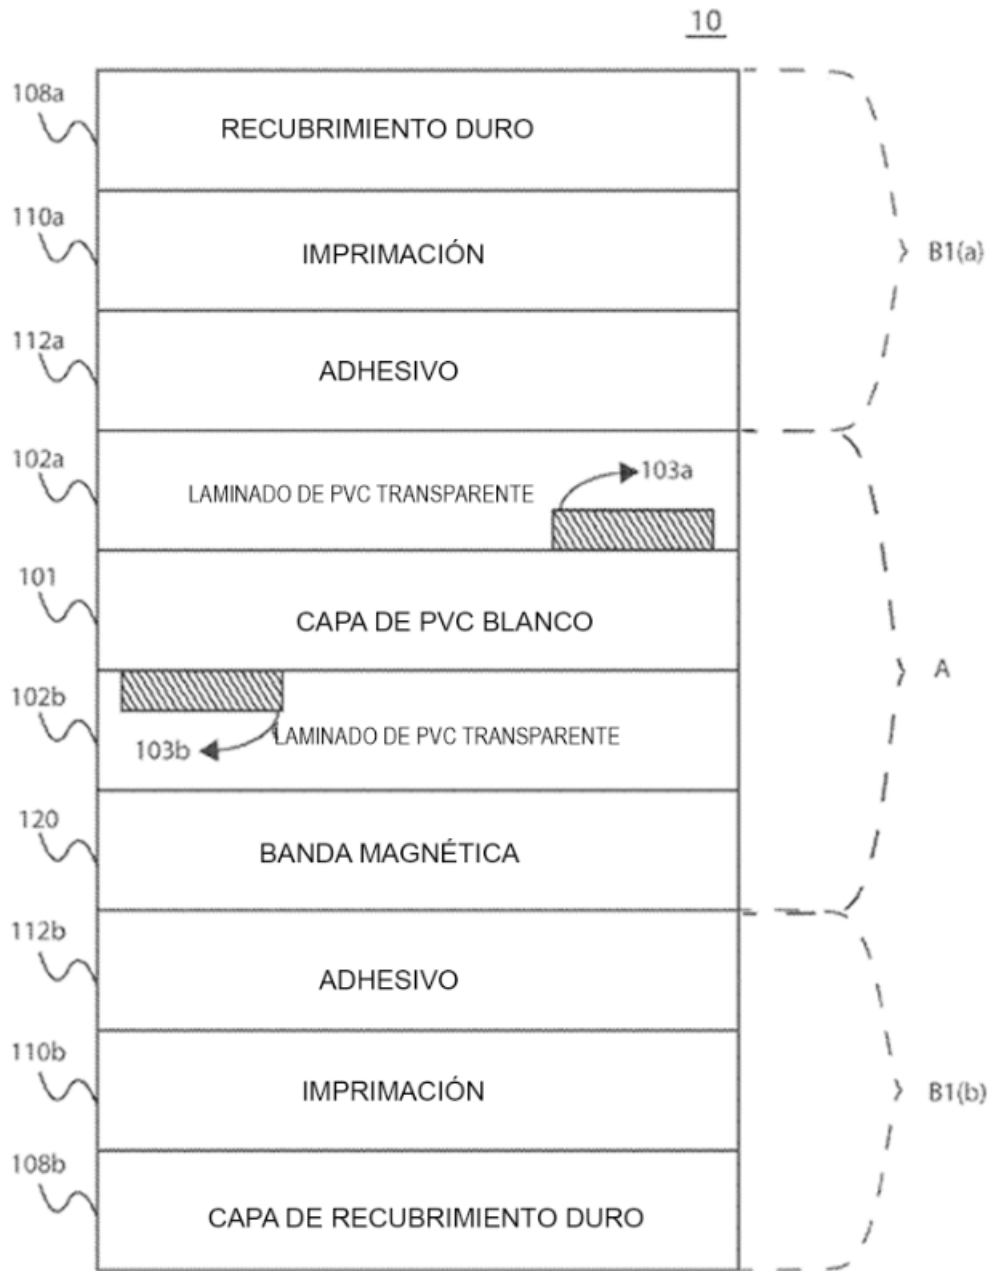 10
108a
RECUBRIMIENTO DURO
110a
IMPRIMACIÓN
B1(a)
112a
ADHESIVO
102a
LAMINADO DE PVC TRANSPARENTE
103a
101
CAPA DE PVC BLANCO
A
102b
LAMINADO DE PVC TRANSPARENTE
103b
120
BANDA MAGNÉTICA
112b
ADHESIVO
110b
IMPRIMACIÓN
B1(b)
108b
CAPA DE RECUBRIMIENTO DURO